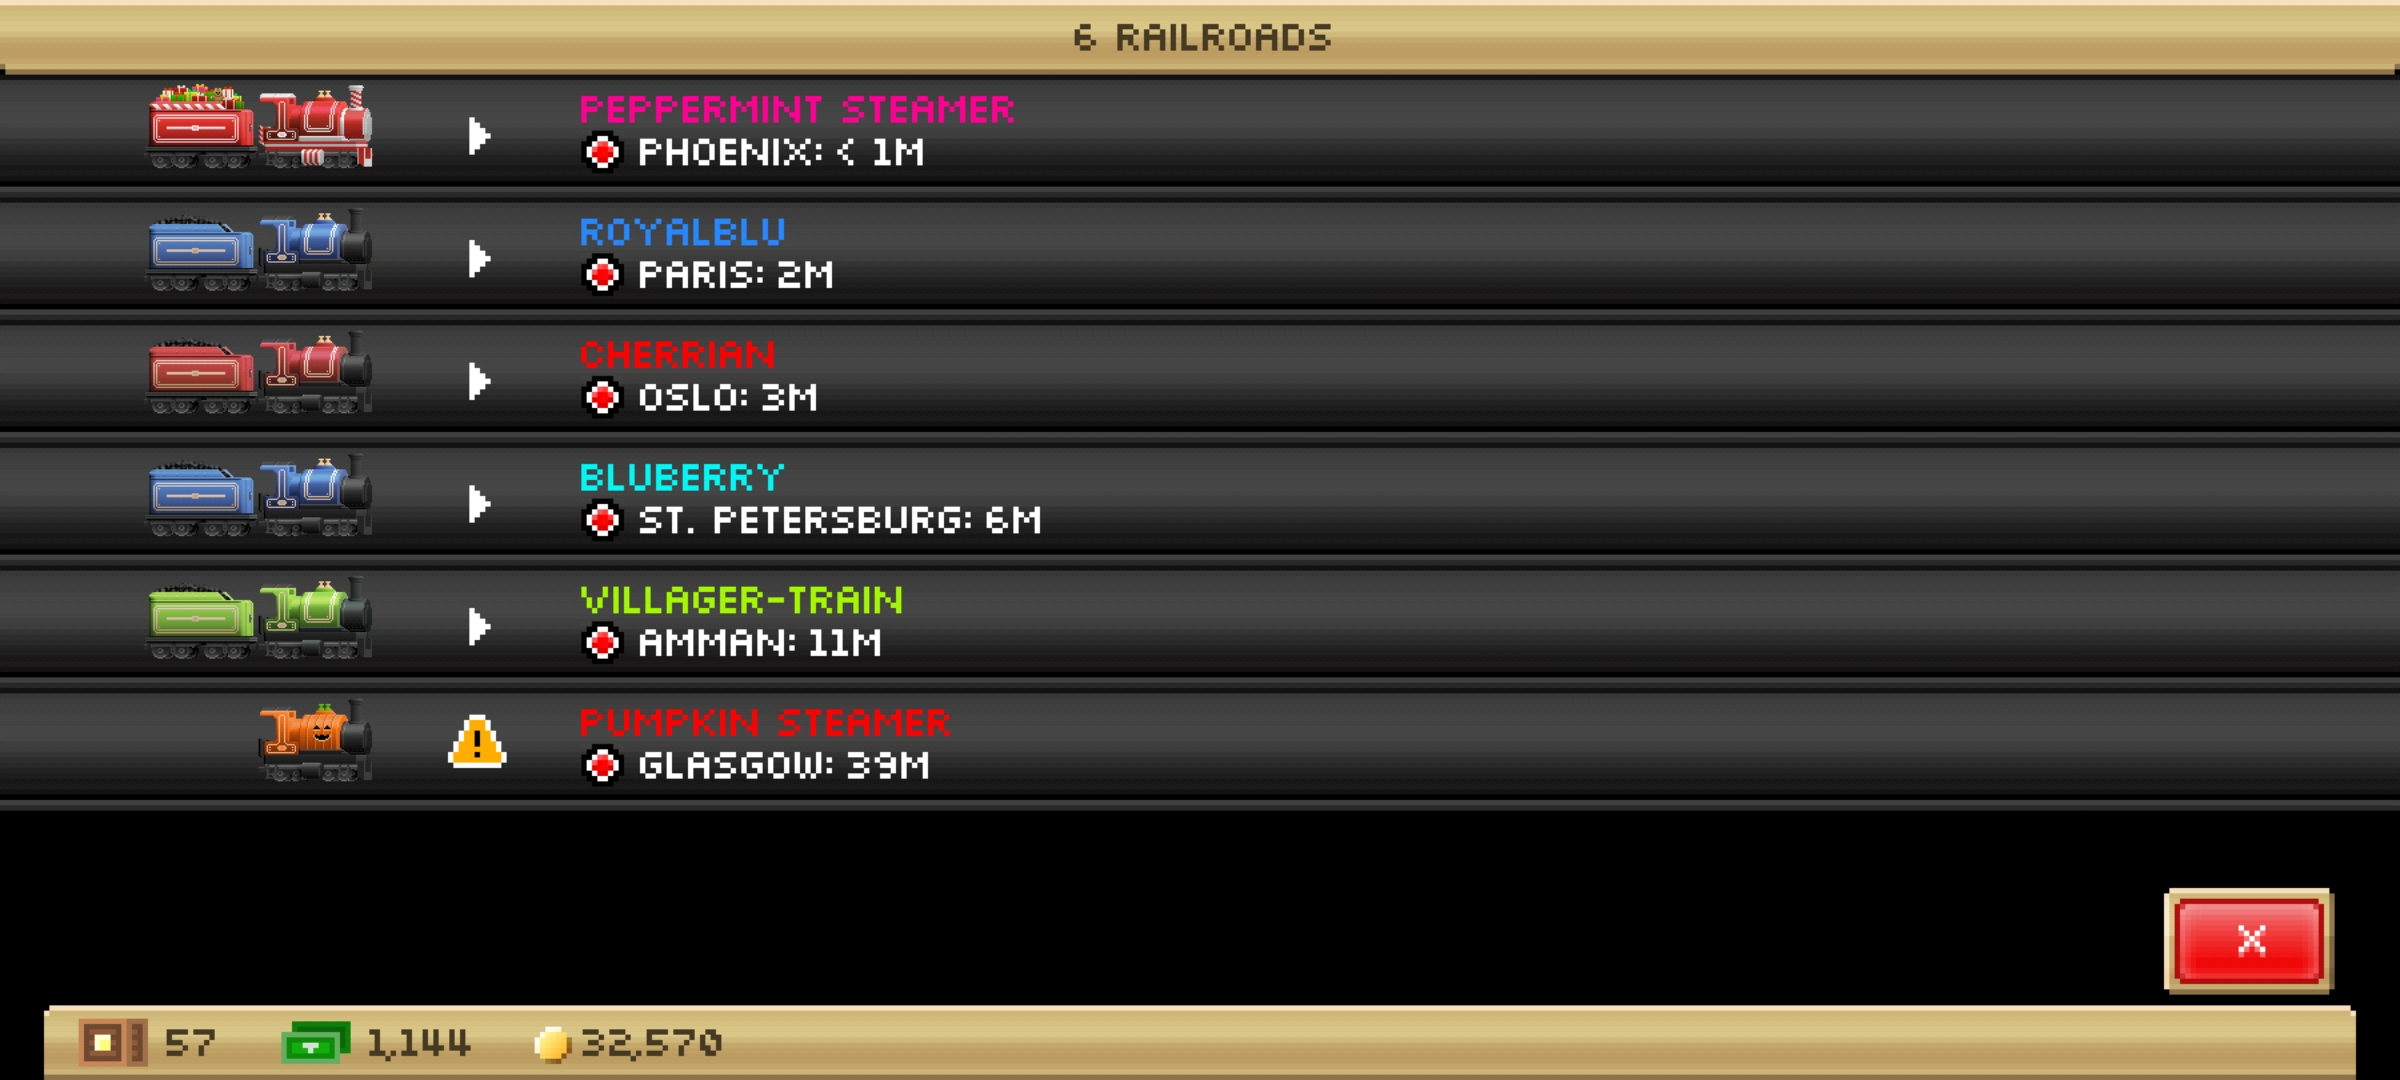 6 RAILROADS
PEPPERMINT STEAMER
PHOENIX: < 1M
ROYALBLU
PARIS: 2M
CHERRIAN
OSLO: 3M
BLUBERRY
ST. PETERSBURG: 6M
VILLAGER-TRAIN
AMMAN: 11M
PUMPKIN STEAMER
GLASGOW: 39M
X
57 1,144 32,570